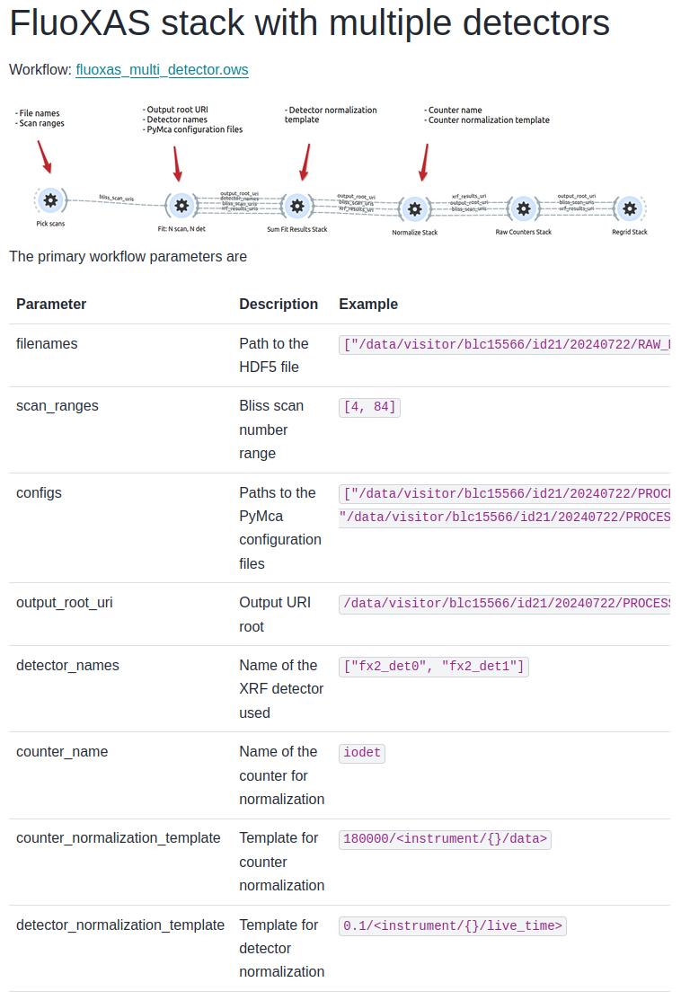 FluoXAS stack with multiple detectors
Workflow: fluoxas_multi_detector.ows
- File names
- Scan ranges
- Output root URI
- Detector names
- PyMca configuration files
- Detector normalization
template
- Counter name
- Counter normalization template
bliss_scan_uris
output_root_uri
detector_names
bliss_scan_uris
xrf_results_uris
output_root_uri
bliss_scan_uris
xrf_results_uri
xrf_results_uri
output_root_uri
bliss_scan_uris
output_root_uri
bliss_scan_uris
xrf_results_uri
Pick scans
Fit: N scan, N det
Sum Fit Results Stack
Normalize Stack
Raw Counters Stack
Regrid Stack
The primary workflow parameters are
Parameter Description Example
filenames Path to the ["/data/visitor/blc15566/id21/20240722/RAW_
HDF5 file
scan_ranges Bliss scan [4, 84]
number
range
configs Paths to the ["/data/visitor/blc15566/id21/20240722/PROC
PyMca "/data/visitor/blc15566/id21/20240722/PROCES
configuration
files
output_root_uri Output URI /data/visitor/blc15566/id21/20240722/PROCESS
root
detector_names Name of the ["fx2_det0", "fx2_det1"]
XRF detector
used
counter_name Name of the iodet
counter for
normalization
counter_normalization_template Template for 180000/<instrument/{}/data>
counter
normalization
detector_normalization_template Template for 0.1/<instrument/{}/live_time>
detector
normalization